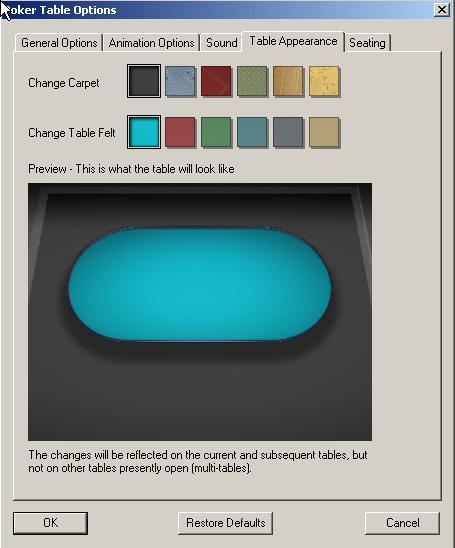 Poker Table Options
General Options Animation Options Sound Table Appearance Seating
Change Carpet
Change Table Felt
Preview - This is what the table will look like
The changes will be reflected on the current and subsequent tables, but
not on other tables presently open (multi-tables).
OK Restore Defaults Cancel